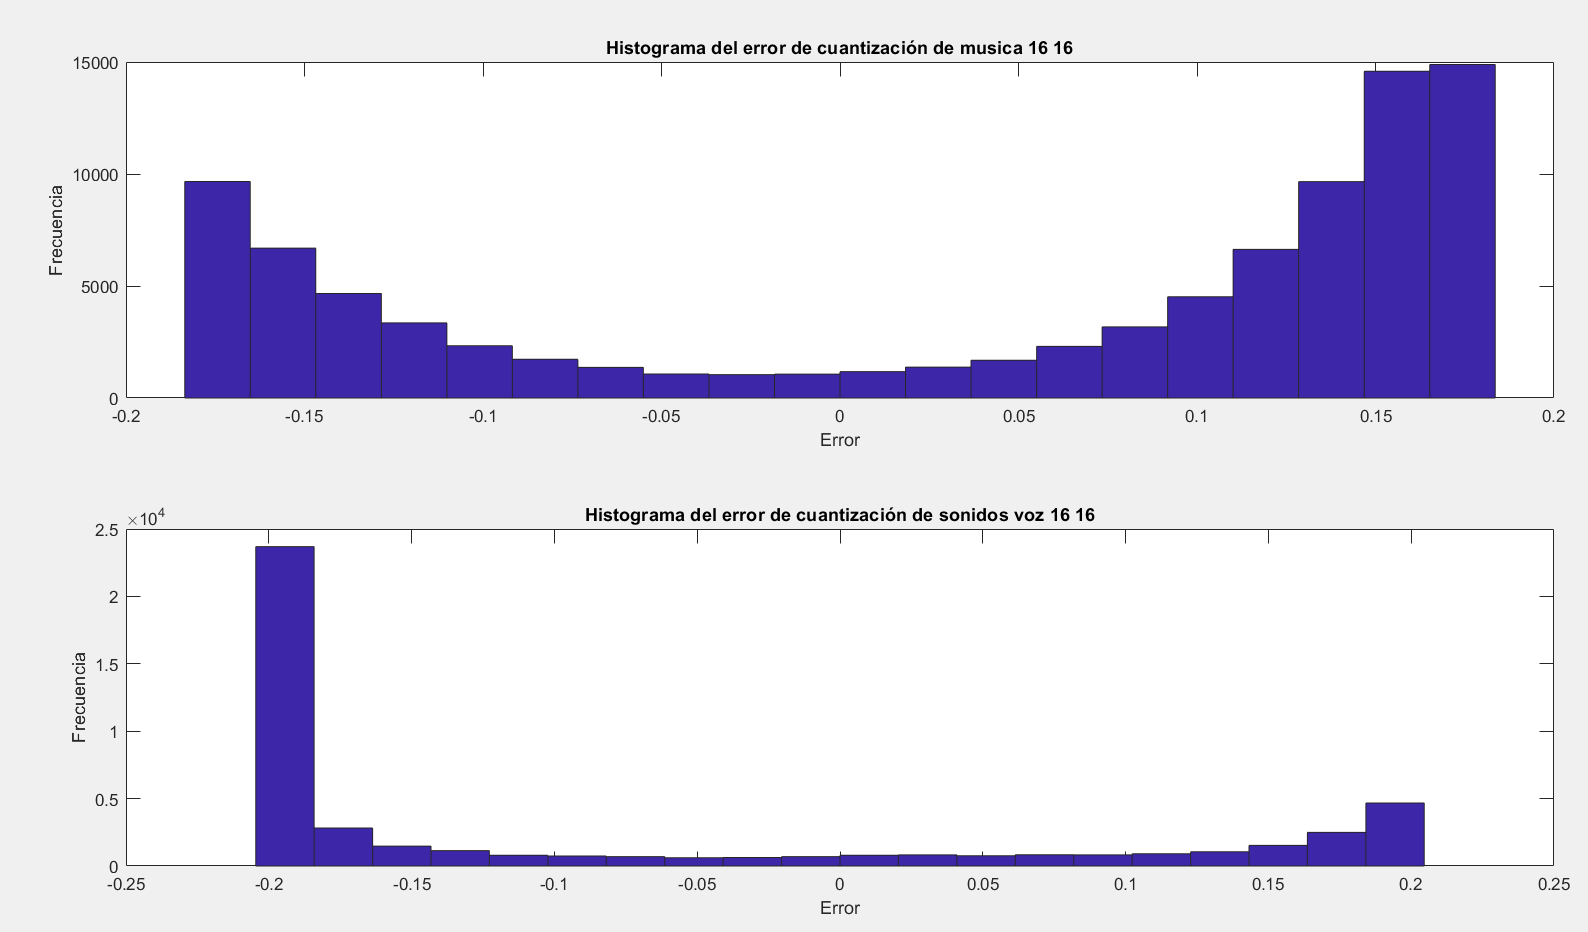 Histograma del error de cuantización de musica 16 16
15000
10000
5000
0
Frecuencia
-0.2 -0.15 -0.1 -0.05 0 0.05 0.1 0.15 0.2
Error
Histograma del error de cuantización de sonidos voz 16 16
×10^4
2.5
2
1.5
1
0.5
0
Frecuencia
-0.25 -0.2 -0.15 -0.1 -0.05 0 0.05 0.1 0.15 0.2 0.25
Error